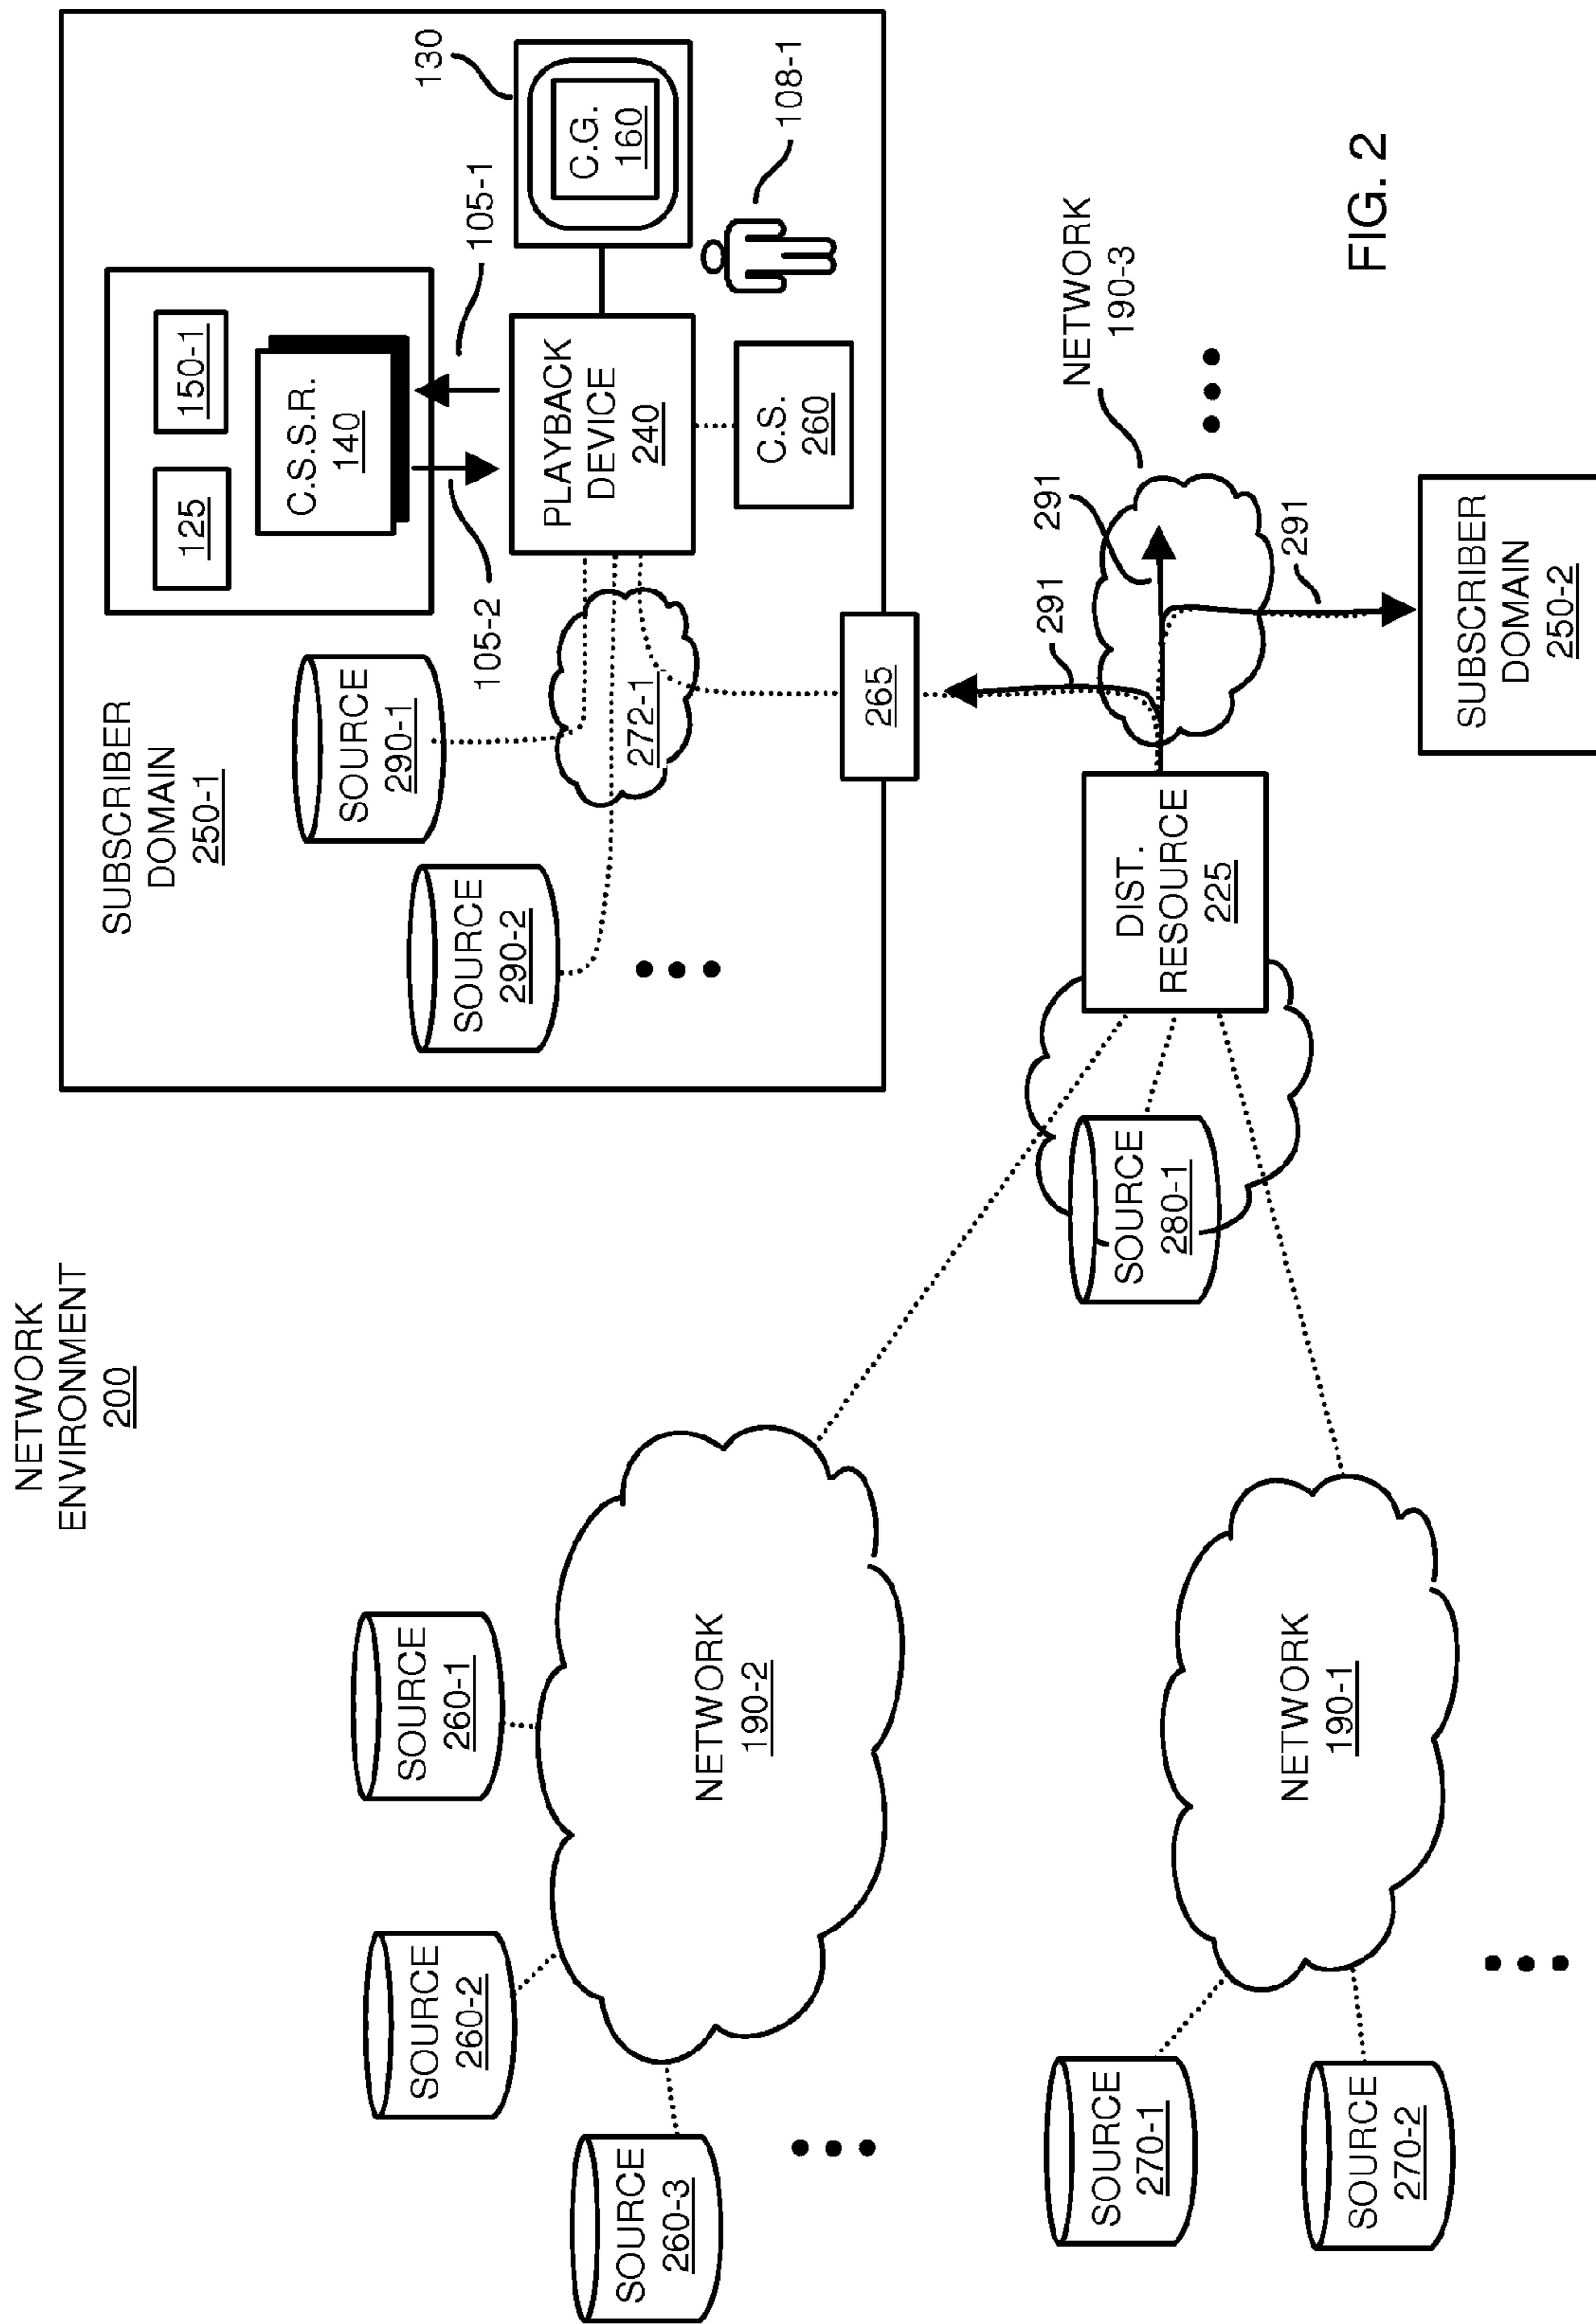 NETWORK
ENVIRONMENT
200
SUBSCRIBER
DOMAIN
250-1
125
150-1
C.S.S.R.
140
105-2
105-1
130
C.G.
160
PLAYBACK
DEVICE
240
108-1
C.S.
260
SOURCE
290-1
SOURCE
290-2
272-1
265
SOURCE
260-1
SOURCE
260-2
SOURCE
260-3
NETWORK
190-2
SOURCE
280-1
DIST.
RESOURCE
225
291
291
291
NETWORK
190-3
SUBSCRIBER
DOMAIN
250-2
SOURCE
270-1
SOURCE
270-2
NETWORK
190-1
FIG. 2